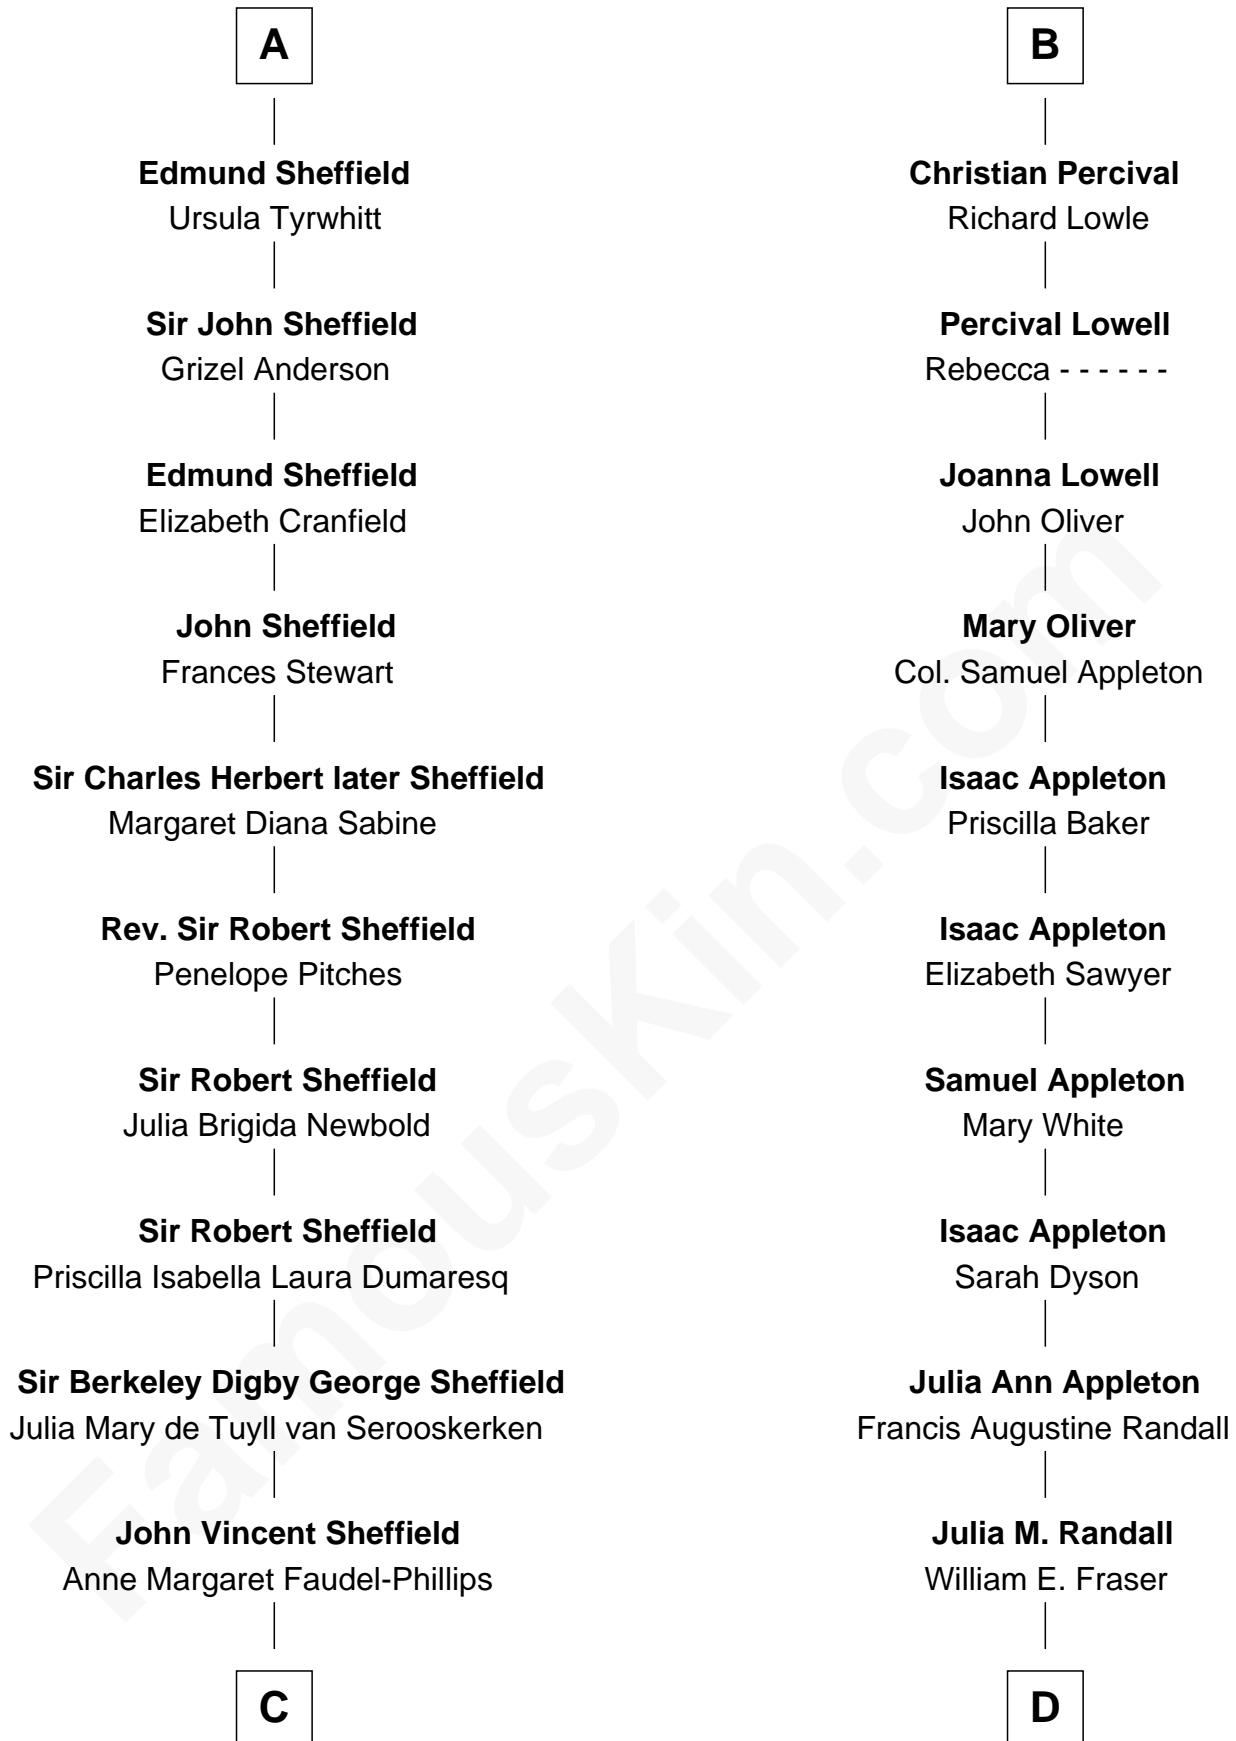 A
Edmund Sheffield
Ursula Tyrwhitt
Sir John Sheffield
Grizel Anderson
Edmund Sheffield
Elizabeth Cranfield
John Sheffield
Frances Stewart
Sir Charles Herbert later Sheffield
Margaret Diana Sabine
Rev. Sir Robert Sheffield
Penelope Pitches
Sir Robert Sheffield
Julia Brigida Newbold
Sir Robert Sheffield
Priscilla Isabella Laura Dumaresq
Sir Berkeley Digby George Sheffield
Julia Mary de Tuyll van Serooskerken
John Vincent Sheffield
Anne Margaret Faudel-Phillips
C
B
Christian Percival
Richard Lowle
Percival Lowell
Rebecca - - - - - -
Joanna Lowell
John Oliver
Mary Oliver
Col. Samuel Appleton
Isaac Appleton
Priscilla Baker
Isaac Appleton
Elizabeth Sawyer
Samuel Appleton
Mary White
Isaac Appleton
Sarah Dyson
Julia Ann Appleton
Francis Augustine Randall
Julia M. Randall
William E. Fraser
D
FamousKin.com